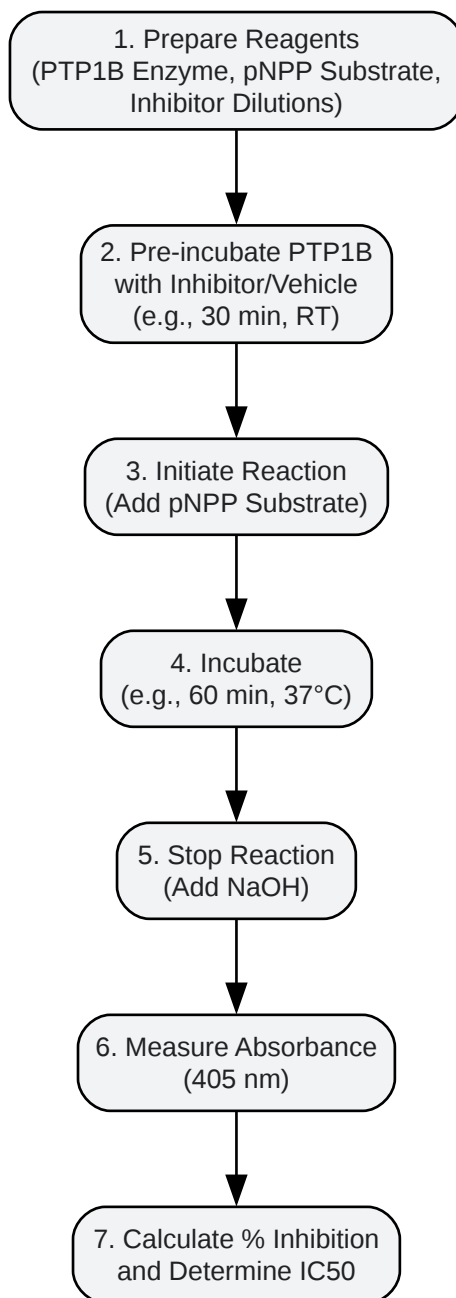 1. Prepare Reagents
(PTP1B Enzyme, pNPP Substrate,
Inhibitor Dilutions)
2. Pre-incubate PTP1B
with Inhibitor/Vehicle
(e.g., 30 min, RT)
3. Initiate Reaction
(Add pNPP Substrate)
4. Incubate
(e.g., 60 min, 37°C)
5. Stop Reaction
(Add NaOH)
6. Measure Absorbance
(405 nm)
7. Calculate % Inhibition
and Determine IC50